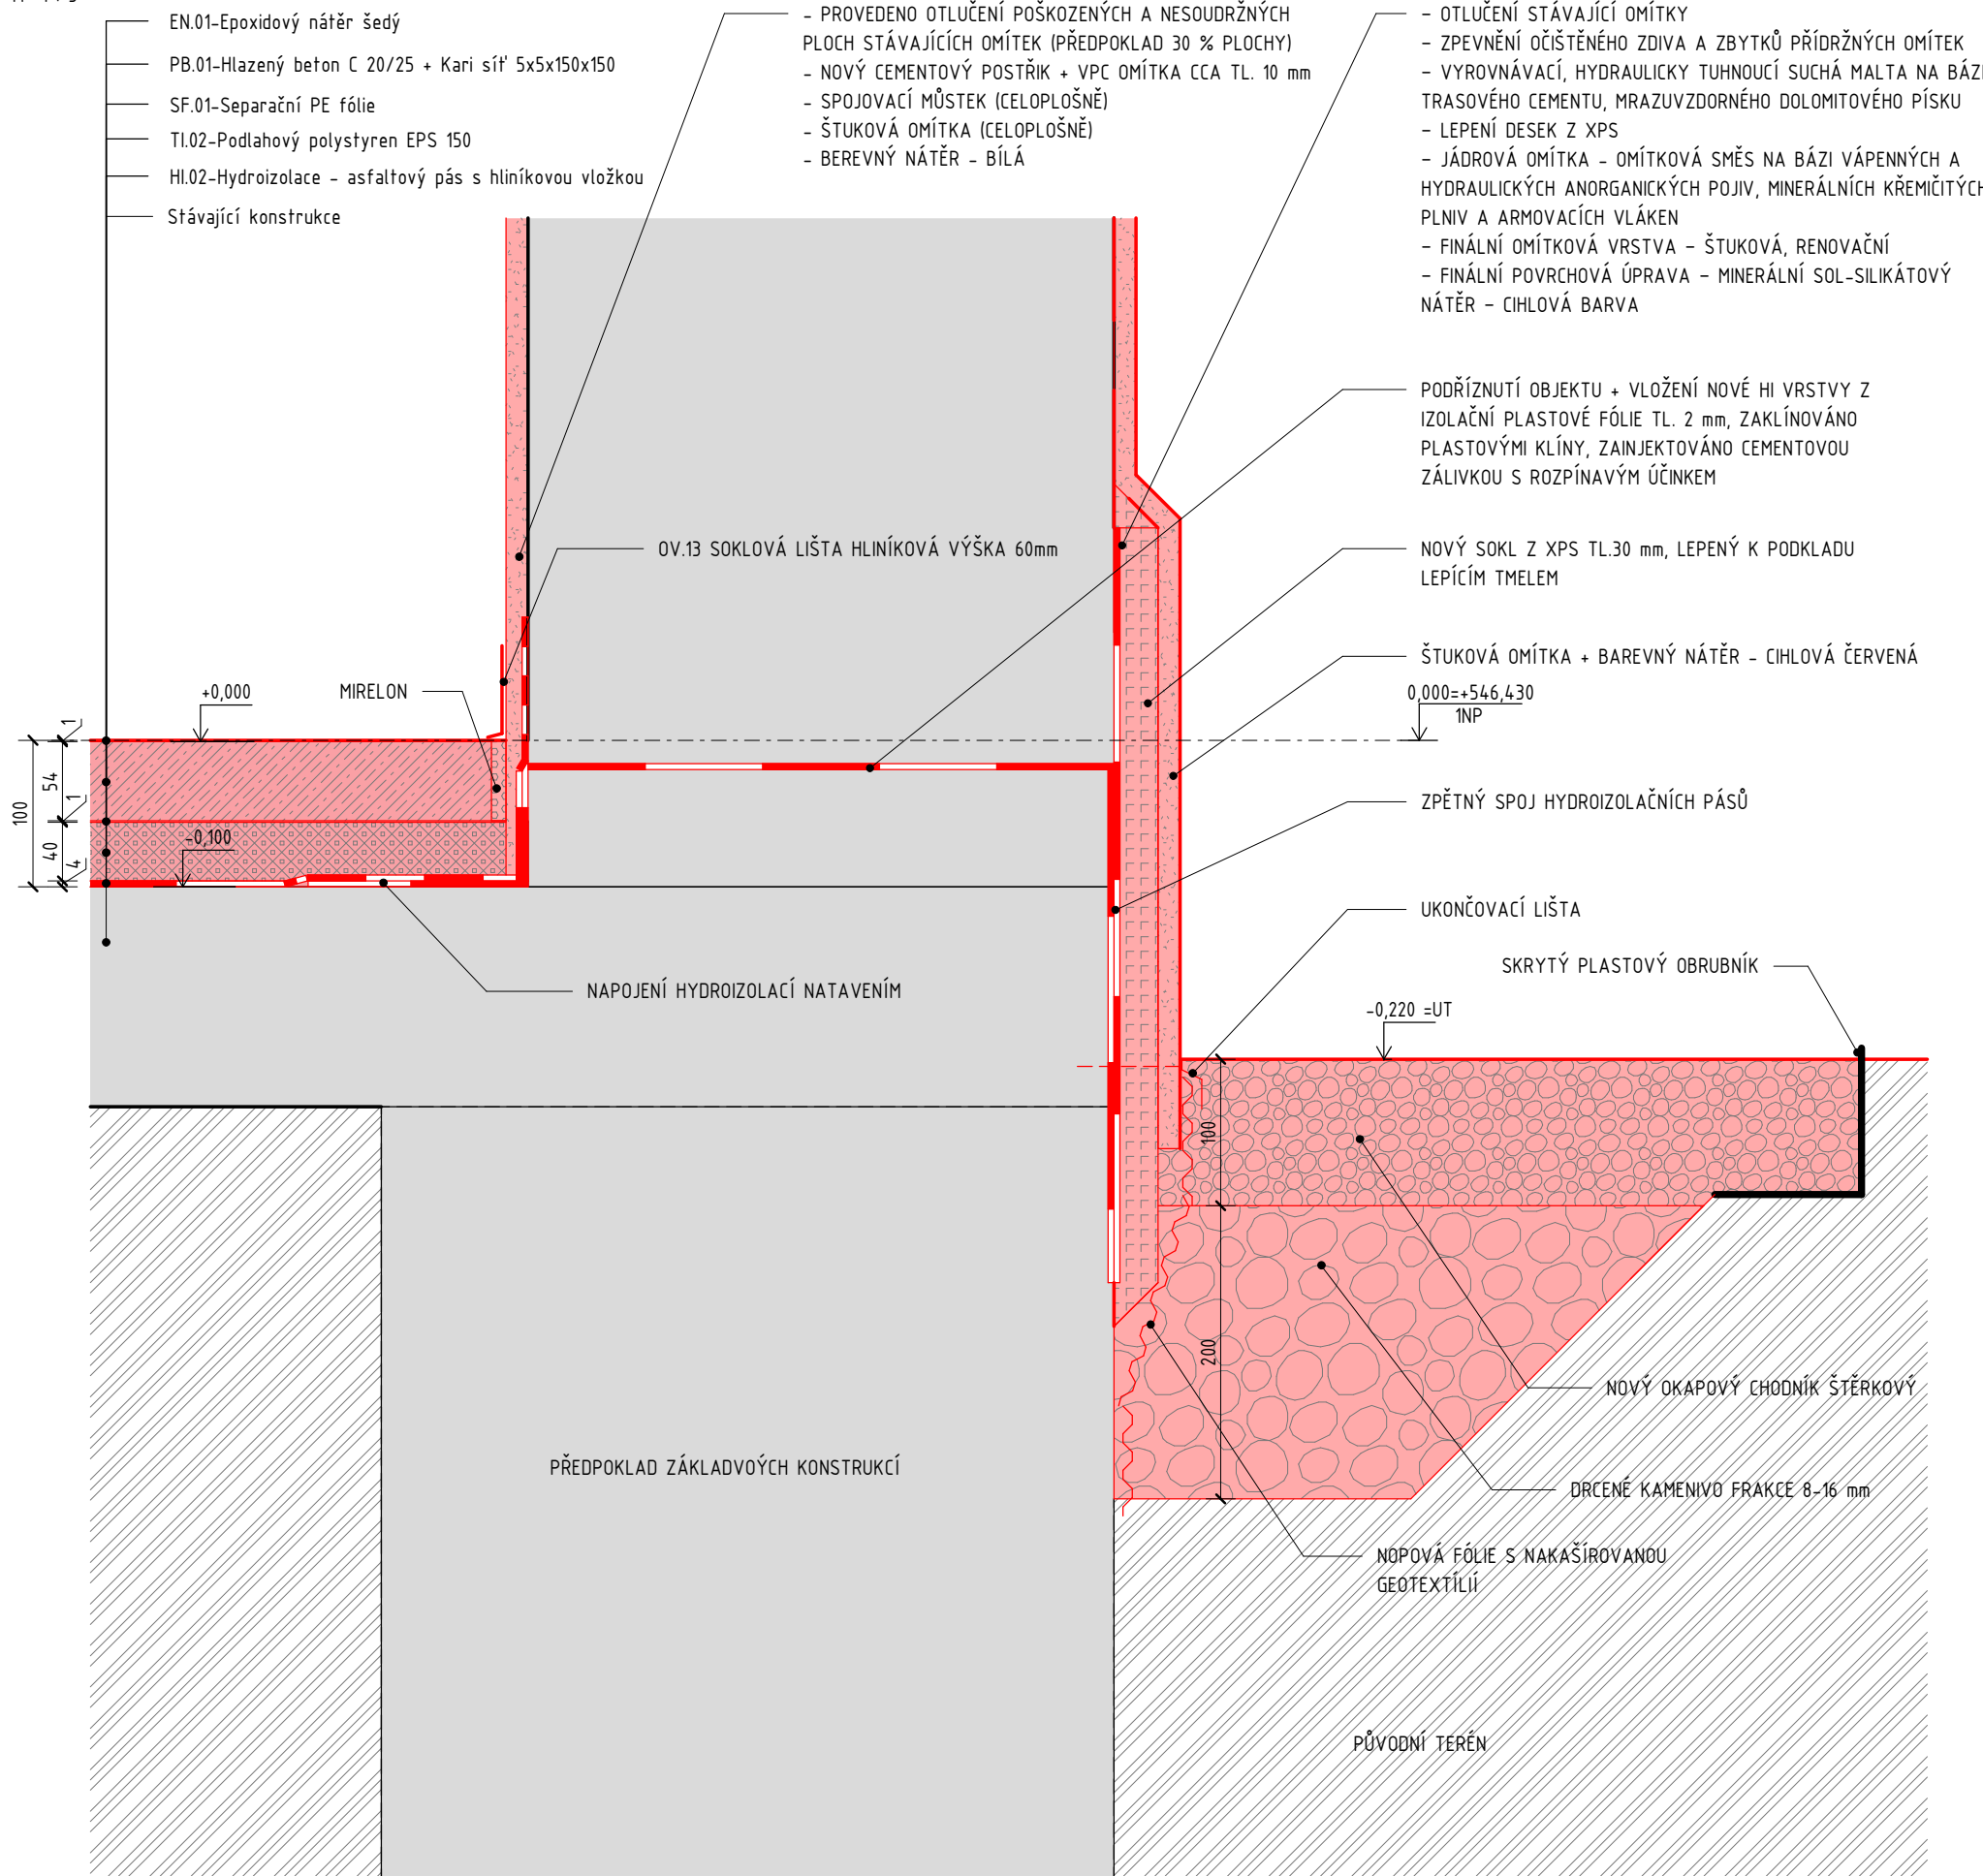 EN.01-Epoxidový nátěr šedý
PB.01-Hlazený beton C 20/25 + Kari síť 5x5x150x150
SF.01-Separační PE fólie
TI.02-Podlahový polystyren EPS 150
HI.02-Hydroizolace - asfaltový pás s hliníkovou vložkou
Stávající konstrukce
- PROVEDENO OTLUČENÍ POŠKOZENÝCH A NESOUDRŽNÝCH
PLOCH STÁVAJÍCÍCH OMÍTEK (PŘEDPOKLAD 30 % PLOCHY)
- NOVÝ CEMENTOVÝ POSTŘIK + VPC OMÍTKA CCA TL. 10 mm
- SPOJOVACÍ MŮSTEK (CELOPLOŠNĚ)
- ŠTUKOVÁ OMÍTKA (CELOPLOŠNĚ)
- BEREVNÝ NÁTĚR - BÍLÁ
- OTLUČENÍ STÁVAJÍCÍ OMÍTKY
- ZPEVNĚNÍ OČIŠTĚNÉHO ZDIVA A ZBYTKŮ PŘÍDRŽNÝCH OMÍTEK
- VYROVNÁVACÍ, HYDRAULICKY TUHNOUCÍ SUCHÁ MALTA NA BÁZI
TRASOVÉHO CEMENTU, MRAZUVZDORNÉHO DOLOMITOVÉHO PÍSKU
- LEPENÍ DESEK Z XPS
- JÁDROVÁ OMÍTKA - OMÍTKOVÁ SMĚS NA BÁZI VÁPENNÝCH A
HYDRAULICKÝCH ANORGANICKÝCH POJIV, MINERÁLNÍCH KŘEMIČITÝCH
PLNIV A ARMOVACÍCH VLÁKEN
- FINÁLNÍ OMÍTKOVÁ VRSTVA - ŠTUKOVÁ, RENOVAČNÍ
- FINÁLNÍ POVRCHOVÁ ÚPRAVA - MINERÁLNÍ SOL-SILIKÁTOVÝ
NÁTĚR - CIHLOVÁ BARVA
PODŘÍZNUTÍ OBJEKTU + VLOŽENÍ NOVÉ HI VRSTVY Z
IZOLAČNÍ PLASTOVÉ FÓLIE TL. 2 mm, ZAKLÍNOVÁNO
PLASTOVÝMI KLÍNY, ZAINJEKTOVÁNO CEMENTOVOU
ZÁLIVKOU S ROZPÍNAVÝM ÚČINKEM
OV.13 SOKLOVÁ LIŠTA HLINÍKOVÁ VÝŠKA 60mm
NOVÝ SOKL Z XPS TL.30 mm, LEPENÝ K PODKLADU
LEPÍCÍM TMELEM
ŠTUKOVÁ OMÍTKA + BAREVNÝ NÁTĚR - CIHLOVÁ ČERVENÁ
+0,000
MIRELON
0,000=+546,430
1NP
1
54
1
100
40
4
-0,100
ZPĚTNÝ SPOJ HYDROIZOLAČNÍCH PÁSŮ
UKONČOVACÍ LIŠTA
SKRYTÝ PLASTOVÝ OBRUBNÍK
NAPOJENÍ HYDROIZOLACÍ NATAVENÍM
-0,220 =UT
100
200
NOVÝ OKAPOVÝ CHODNÍK ŠTĚRKOVÝ
PŘEDPOKLAD ZÁKLADVOÝCH KONSTRUKCÍ
DRCENÉ KAMENIVO FRAKCE 8-16 mm
NOPOVÁ FÓLIE S NAKAŠÍROVANOU
GEOTEXTÍLIÍ
PŮVODNÍ TERÉN